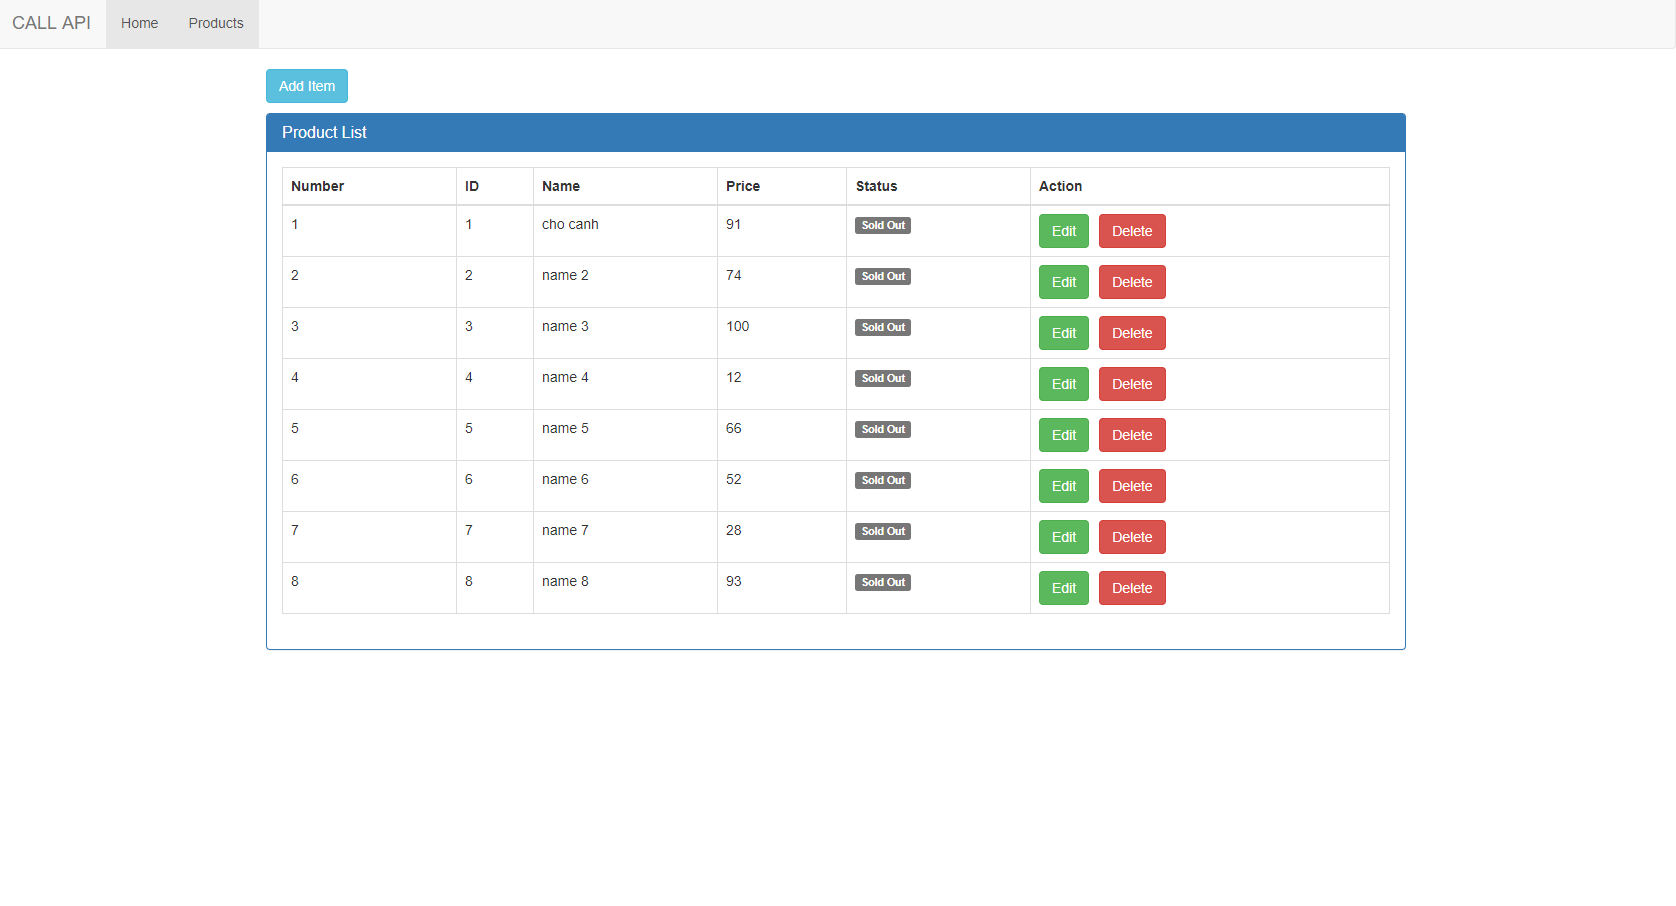 CALL API Home Products
Add Item
Product List
Number ID Name Price Status Action
1 1 cho canh 91 Sold Out Edit Delete
2 2 name 2 74 Sold Out Edit Delete
3 3 name 3 100 Sold Out Edit Delete
4 4 name 4 12 Sold Out Edit Delete
5 5 name 5 66 Sold Out Edit Delete
6 6 name 6 52 Sold Out Edit Delete
7 7 name 7 28 Sold Out Edit Delete
8 8 name 8 93 Sold Out Edit Delete